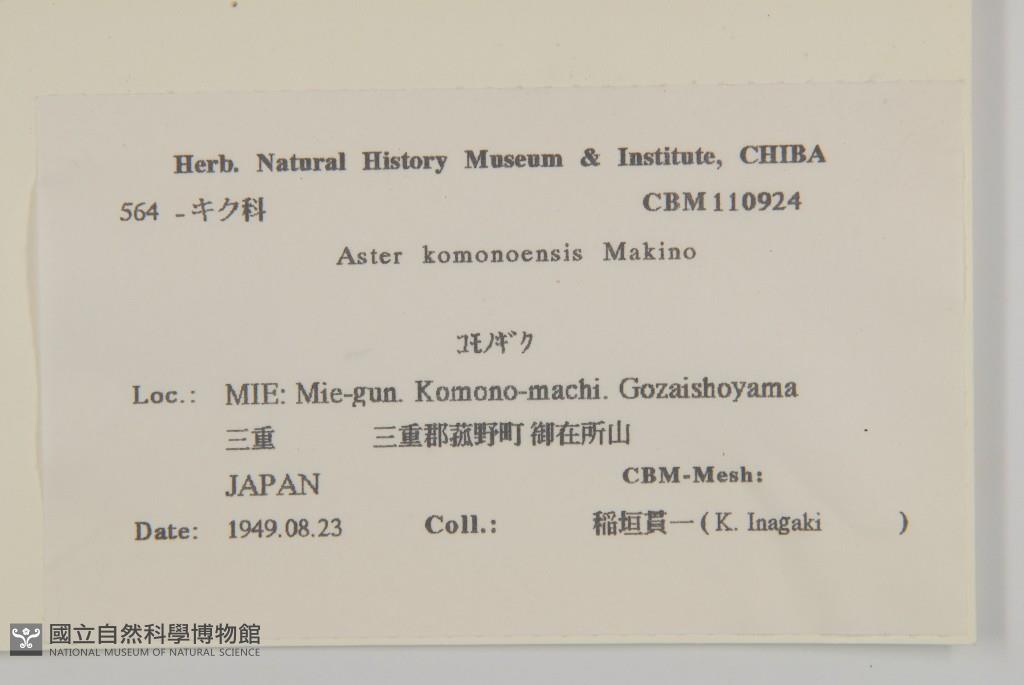 Herb. Natural History Museum & Institute, CHIBA
564 - キク科 CBM 110924
Aster komonoensis Makino
ｺﾓﾉｷﾞｸ
Loc.: MIE: Mie-gun. Komono-machi. Gozaishoyama
三重 三重郡菰野町 御在所山
JAPAN CBM-Mesh:
Date: 1949.08.23 Coll.: 稲垣貫一 ( K. Inagaki )
國立自然科學博物館
NATIONAL MUSEUM OF NATURAL SCIENCE